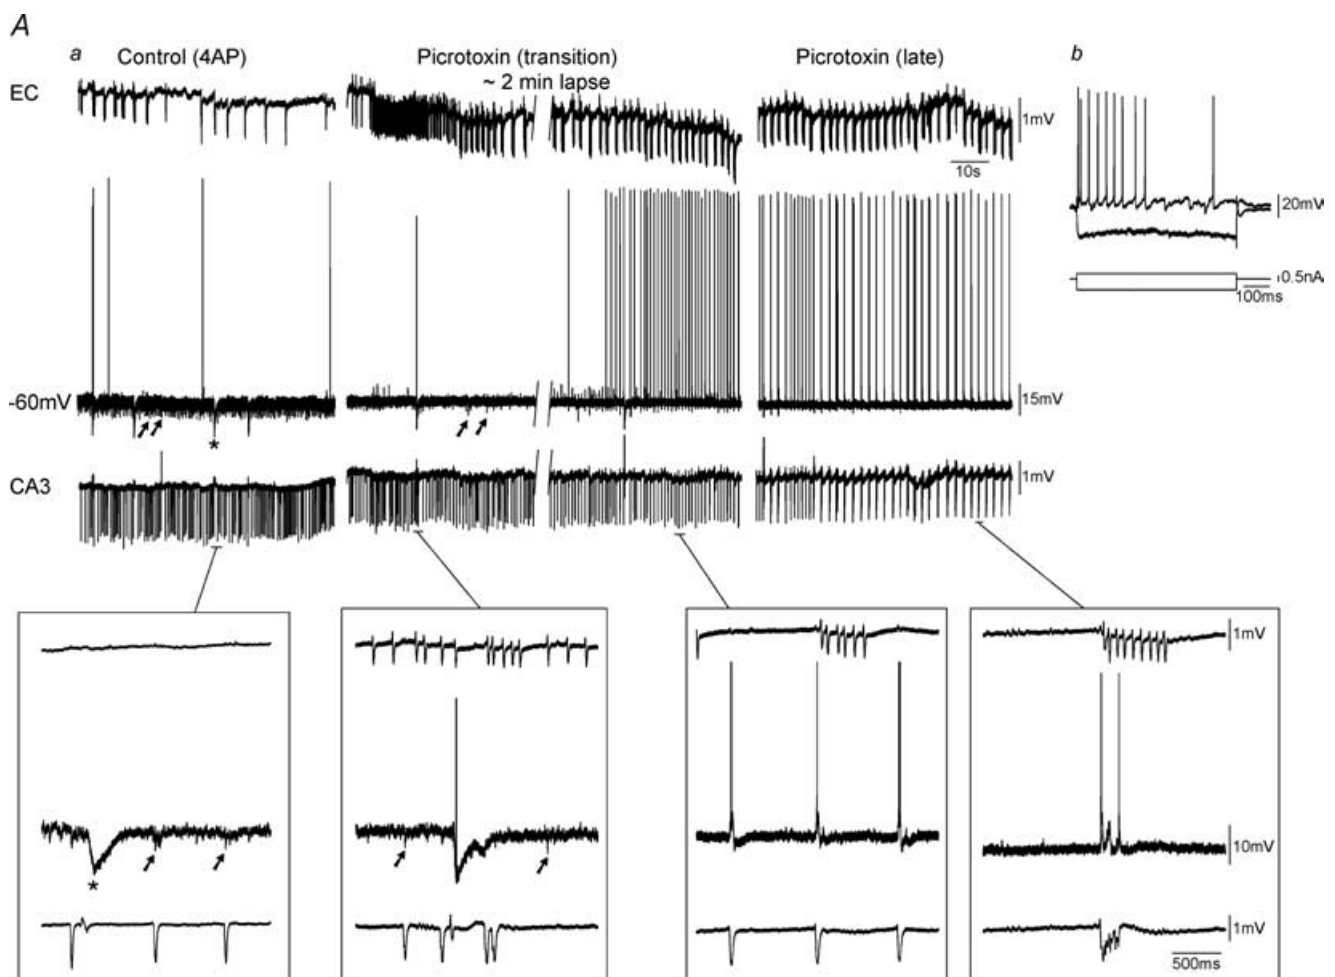 A
a
Control (4AP)
Picrotoxin (transition)
~ 2 min lapse
Picrotoxin (late)
b
EC
1mV
10s
20mV
0.5nA
100ms
-60mV
15mV
*
CA3
1mV
1mV
*
10mV
1mV
500ms